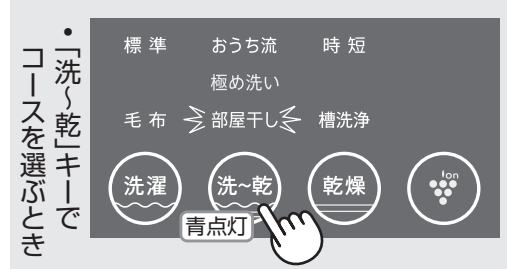 ・「洗～乾」キーで
コースを選ぶとき
標準 おうち流 時短
極め洗い
毛布 部屋干し 槽洗浄
洗濯 洗~乾 乾燥 Ion
青点灯